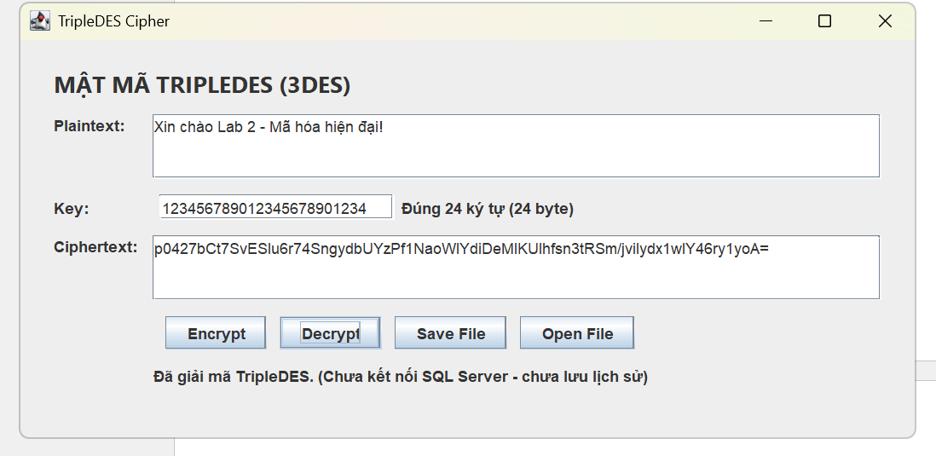 TripleDES Cipher
MẬT MÃ TRIPLEDES (3DES)
Plaintext: Xin chào Lab 2 - Mã hóa hiện đại!
Key: 123456789012345678901234 Đúng 24 ký tự (24 byte)
Ciphertext: p0427bCt7SvESlu6r74SngydbUYzPf1NaoWlYdiDeMlKUlhfsn3tRSm/jvilydx1wlY46ry1yoA=
Encrypt Decrypt Save File Open File
Đã giải mã TripleDES. (Chưa kết nối SQL Server - chưa lưu lịch sử)